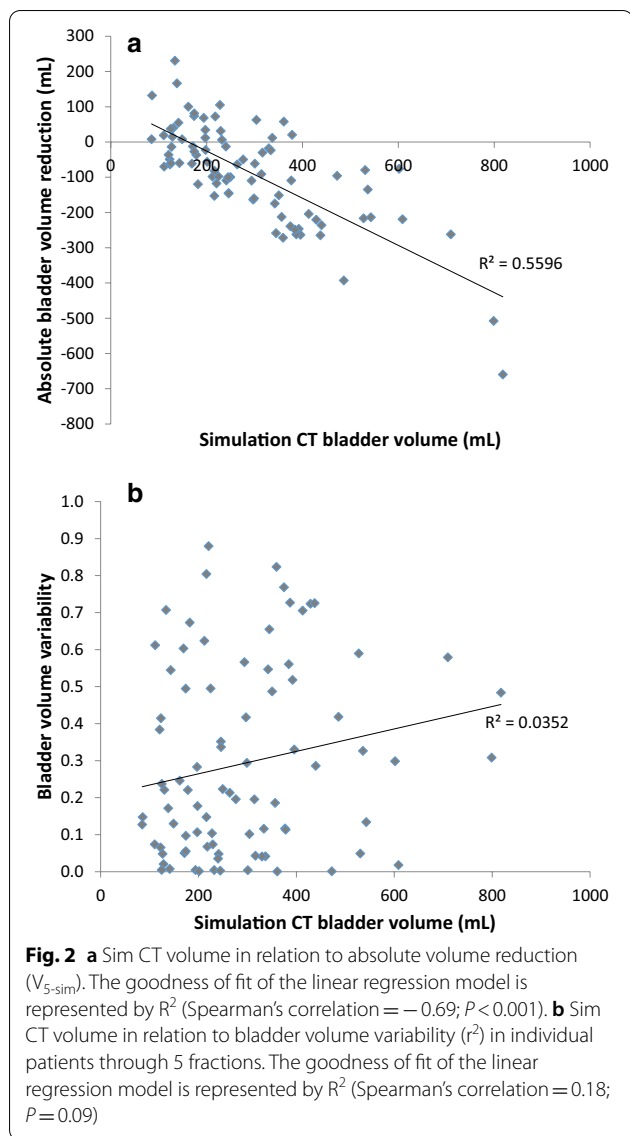 a
300
200
100
0
-100
-200
-300
-400
-500
-600
-700
-800
0 200 400 600 800 1000
Absolute bladder volume reduction (mL)
R² = 0.5596
Simulation CT bladder volume (mL)
b
1.0
0.9
0.8
0.7
0.6
0.5
0.4
0.3
0.2
0.1
0.0
Bladder volume variability
R² = 0.0352
0 200 400 600 800 1000
Simulation CT bladder volume (mL)
Fig. 2 a Sim CT volume in relation to absolute volume reduction
(V5-sim). The goodness of fit of the linear regression model is
represented by R² (Spearman's correlation = − 0.69; P < 0.001). b Sim
CT volume in relation to bladder volume variability (r²) in individual
patients through 5 fractions. The goodness of fit of the linear
regression model is represented by R² (Spearman's correlation = 0.18;
P = 0.09)